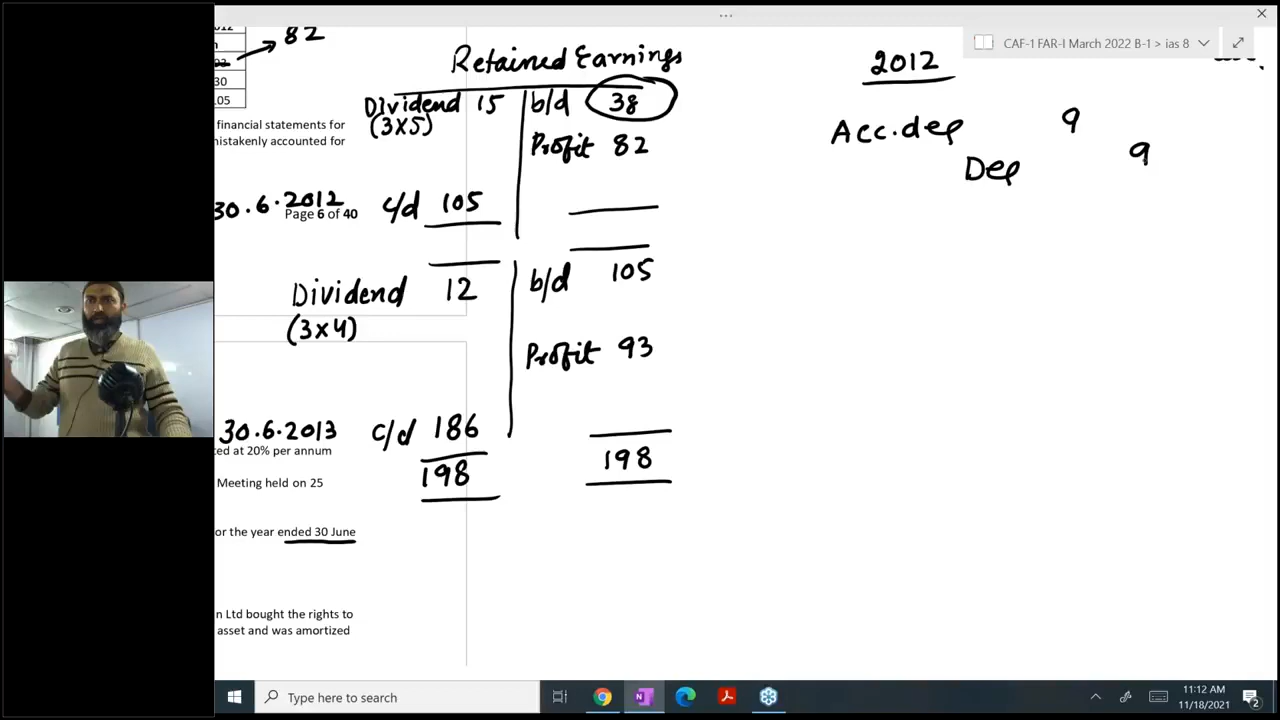 CAF-1 FAR-I March 2022 B-1 > ias 8
82
30
.05
financial statements for
nistakenly accounted for
Page 6 of 40
ted at 20% per annum
Meeting held on 25
or the year ended 30 June
n Ltd bought the rights to
asset and was amortized
Retained Earnings
Dividend 15 b/d 38
(3x5)
Profit 82
30.6.2012 c/d 105
Dividend 12 b/d 105
(3x4)
Profit 93
30.6.2013 c/d 186
198 198
2012
Acc.dep 9
Dep 9
Type here to search
11:12 AM
11/18/2021
2